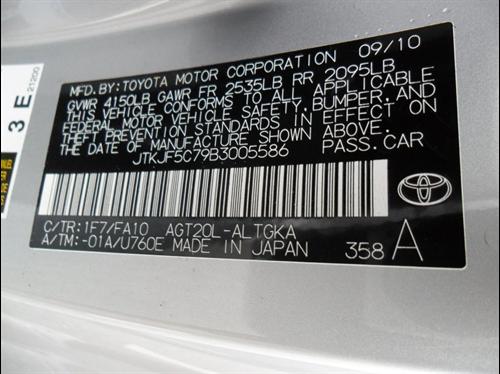 MFD. BY: TOYOTA MOTOR CORPORATION 09/10
GVWR 4150LB GAWR FR 2535LB RR 2095LB
THIS VEHICLE CONFORMS TO ALL APPLICABLE
FEDERAL MOTOR VEHICLE SAFETY, BUMPER, AND
THEFT PREVENTION STANDARDS IN EFFECT ON
THE DATE OF MANUFACTURE SHOWN ABOVE.
JTKJF5C79B3005586 PASS. CAR
TOYOTA
C/TR: 1F7/FA10 AGT20L-ALTGKA
A/TM: -01A/U760E MADE IN JAPAN 358 A
3 E
21200